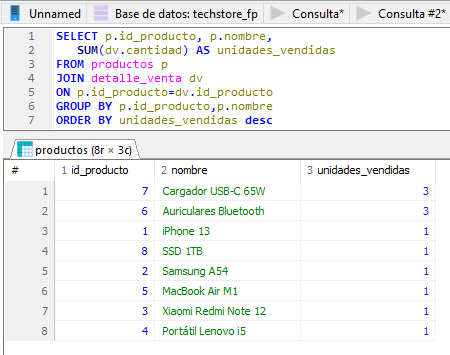 Unnamed Base de datos: techstore_fp Consulta* Consulta #2*
1 SELECT p.id_producto, p.nombre,
2 SUM(dv.cantidad) AS unidades_vendidas
3 FROM productos p
4 JOIN detalle_venta dv
5 ON p.id_producto=dv.id_producto
6 GROUP BY p.id_producto,p.nombre
7 ORDER BY unidades_vendidas desc
productos (8r × 3c)
# 1 id_producto 2 nombre 3 unidades_vendidas
1 7 Cargador USB-C 65W 3
2 6 Auriculares Bluetooth 3
3 1 iPhone 13 1
4 8 SSD 1TB 1
5 2 Samsung A54 1
6 5 MacBook Air M1 1
7 3 Xiaomi Redmi Note 12 1
8 4 Portátil Lenovo i5 1